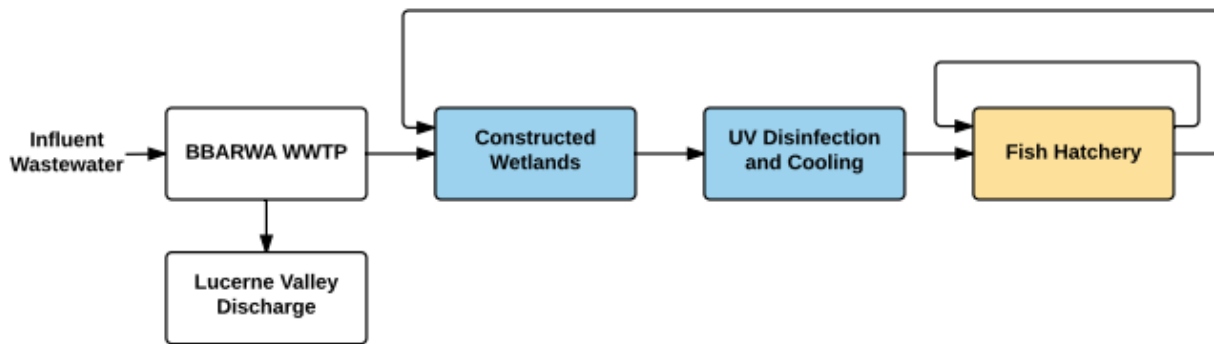 Influent
Wastewater
BBARWA WWTP
Constructed
Wetlands
UV Disinfection
and Cooling
Fish Hatchery
Lucerne Valley
Discharge